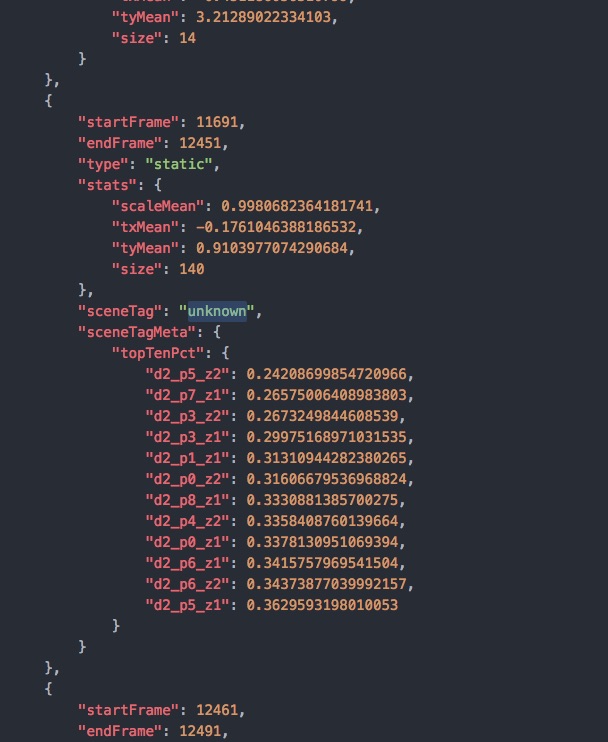 "tyMean": 3.21289022334103,
"size": 14
}
},
{
"startFrame": 11691,
"endFrame": 12451,
"type": "static",
"stats": {
"scaleMean": 0.9980682364181741,
"txMean": -0.1761046388186532,
"tyMean": 0.9103977074290684,
"size": 140
},
"sceneTag": "unknown",
"sceneTagMeta": {
"topTenPct": {
"d2_p5_z2": 0.24208699854720966,
"d2_p7_z1": 0.26575006408983803,
"d2_p3_z2": 0.2673249844608539,
"d2_p3_z1": 0.29975168971031535,
"d2_p1_z1": 0.31310944282380265,
"d2_p0_z2": 0.31606679536968824,
"d2_p8_z1": 0.3330881385700275,
"d2_p4_z2": 0.3358408760139664,
"d2_p0_z1": 0.3378130951069394,
"d2_p6_z1": 0.3415757969541504,
"d2_p6_z2": 0.34373877039992157,
"d2_p5_z1": 0.3629593198010053
}
}
},
{
"startFrame": 12461,
"endFrame": 12491,